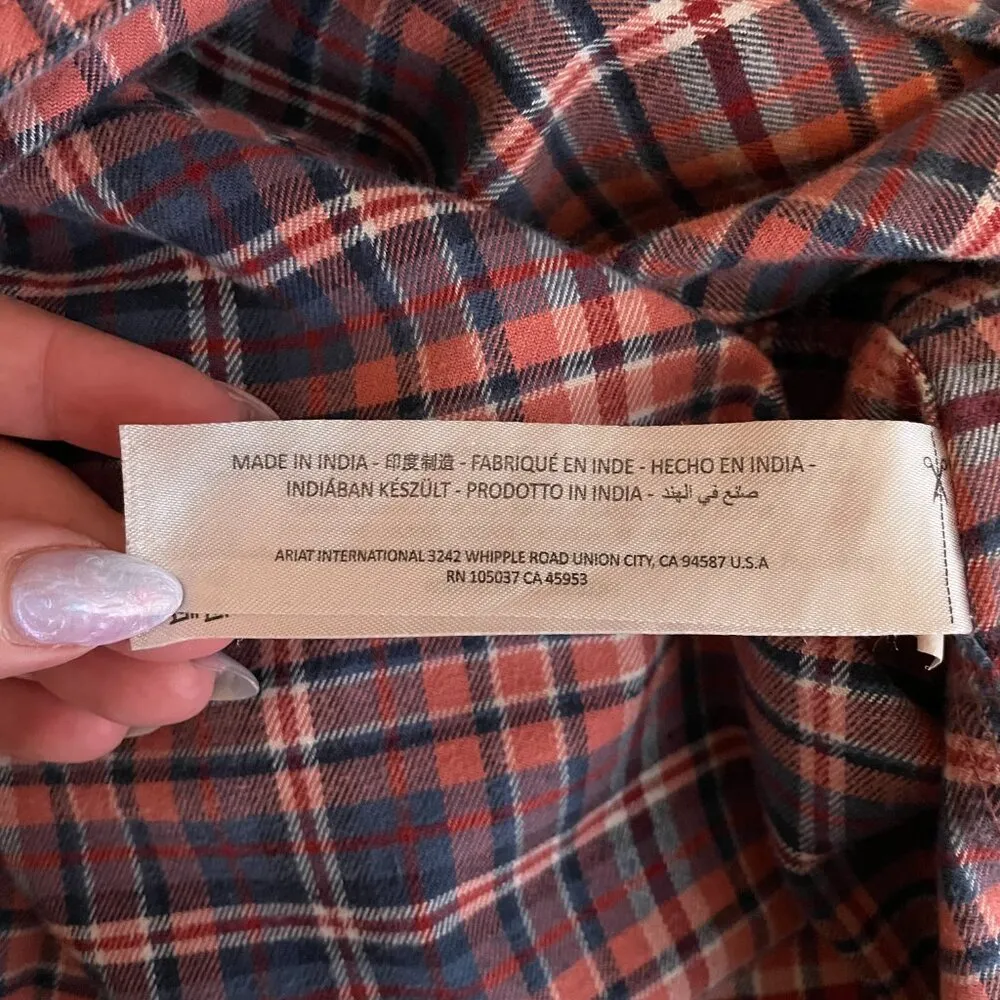 MADE IN INDIA - 印度制造 - FABRIQUÉ EN INDE - HECHO EN INDIA -
INDIÁBAN KÉSZÜLT - PRODOTTO IN INDIA - صانع في الهند
ARIAT INTERNATIONAL 3242 WHIPPLE ROAD UNION CITY, CA 94587 U.S.A
RN 105037 CA 45953